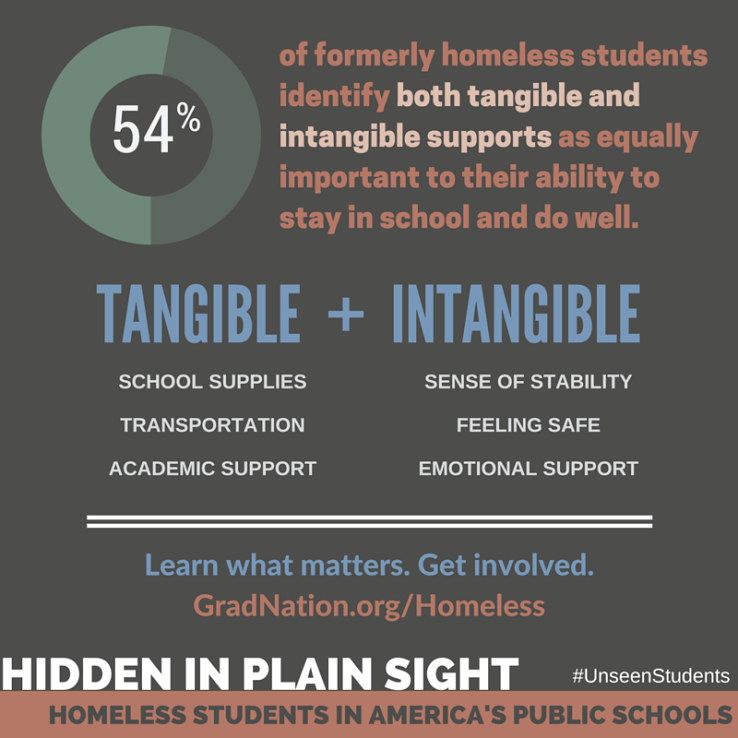 54%
of formerly homeless students
identify both tangible and
intangible supports as equally
important to their ability to
stay in school and do well.
TANGIBLE + INTANGIBLE
SCHOOL SUPPLIES
SENSE OF STABILITY
TRANSPORTATION
FEELING SAFE
ACADEMIC SUPPORT
EMOTIONAL SUPPORT
Learn what matters. Get involved.
GradNation.org/Homeless
HIDDEN IN PLAIN SIGHT
#UnseenStudents
HOMELESS STUDENTS IN AMERICA'S PUBLIC SCHOOLS